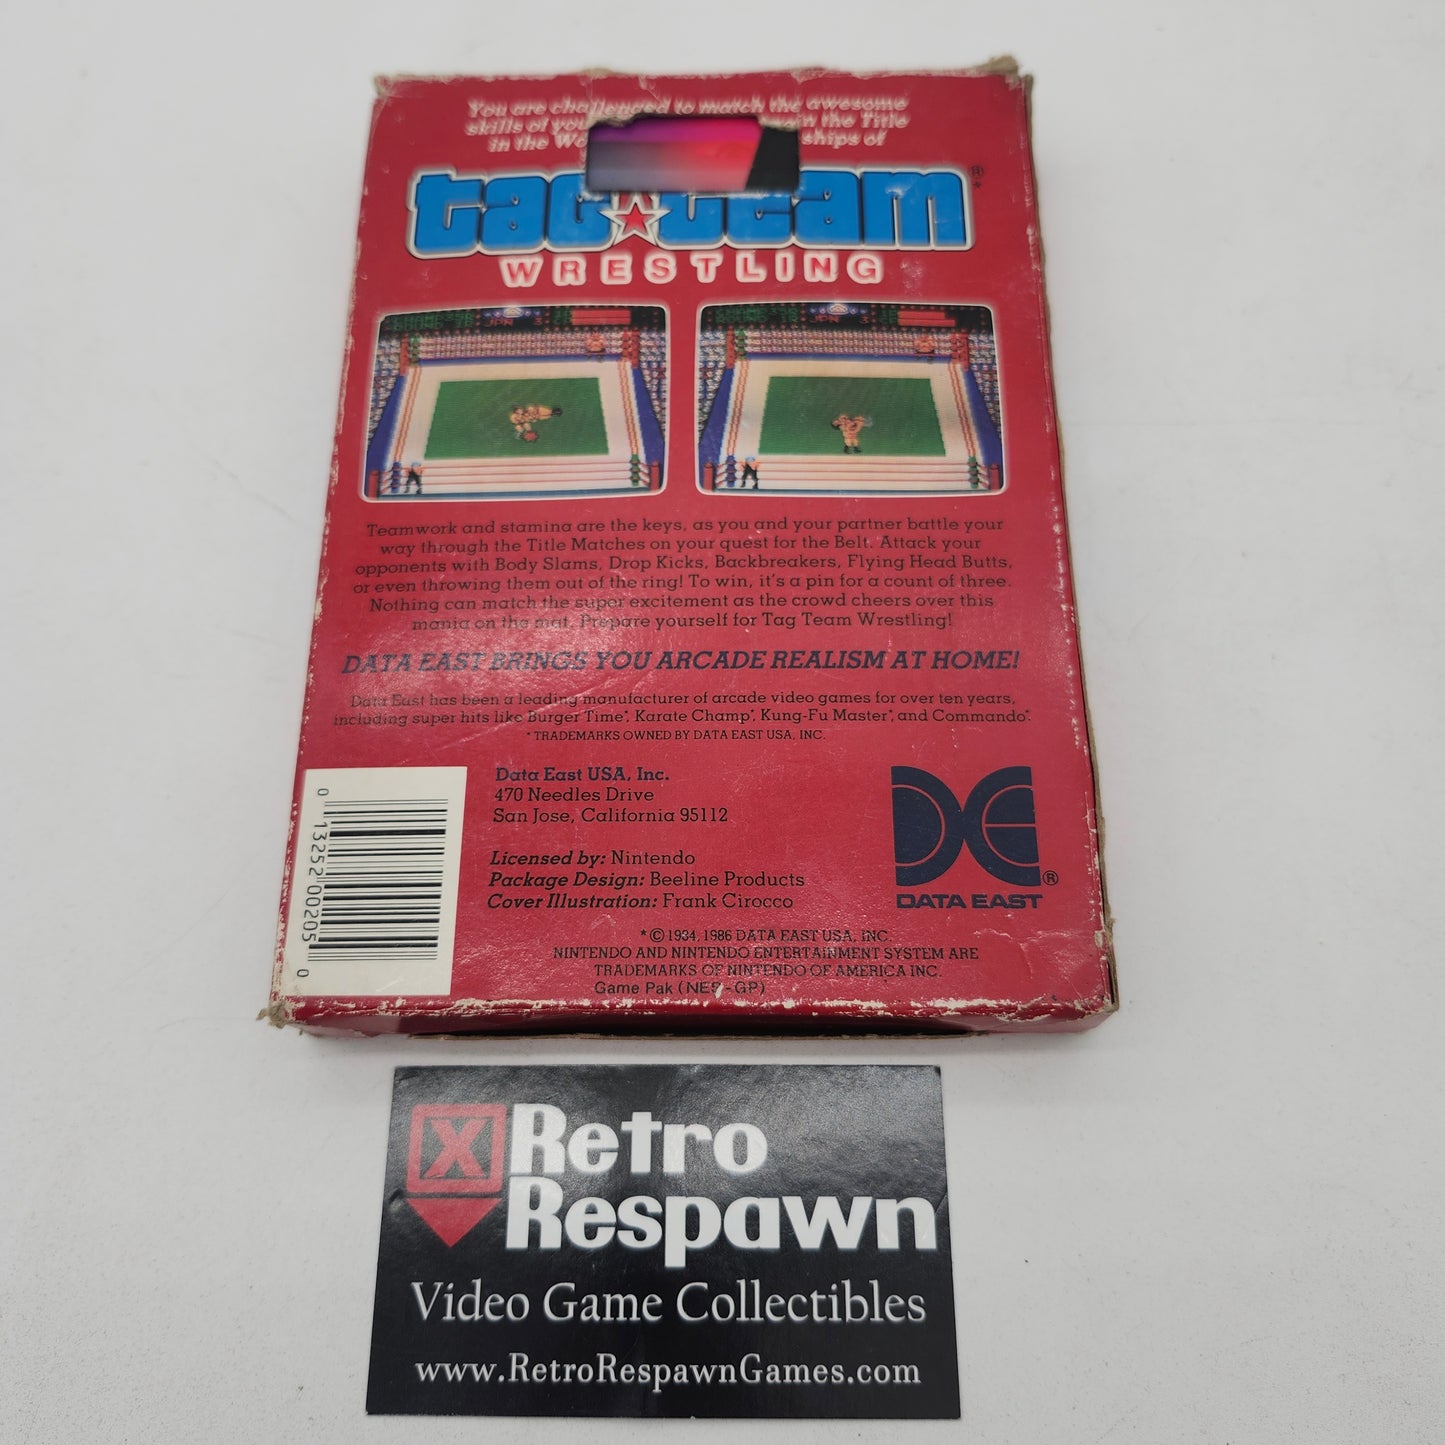 You are challenged to match the awesome
skills of you the Title
in the Wo ships of
tag team ®
*
WRESTLING
JPN 3
JPN 3
Teamwork and stamina are the keys, as you and your partner battle your
way through the Title Matches on your quest for the Belt. Attack your
opponents with Body Slams, Drop Kicks, Backbreakers, Flying Head Butts,
or even throwing them out of the ring! To win, it's a pin for a count of three.
Nothing can match the super excitement as the crowd cheers over this
mania on the mat. Prepare yourself for Tag Team Wrestling!
DATA EAST BRINGS YOU ARCADE REALISM AT HOME!
Data East has been a leading manufacturer of arcade video games for over ten years,
including super hits like Burger Time*, Karate Champ*, Kung-Fu Master*, and Commando*.
* TRADEMARKS OWNED BY DATA EAST USA, INC.
0 13252 00205 0
Data East USA, Inc.
470 Needles Drive
San Jose, California 95112
Licensed by: Nintendo
Package Design: Beeline Products
Cover Illustration: Frank Cirocco
DE
DATA EAST ®
* © 1984, 1986 DATA EAST USA, INC.
NINTENDO AND NINTENDO ENTERTAINMENT SYSTEM ARE
TRADEMARKS OF NINTENDO OF AMERICA INC.
Game Pak (NES-GP)
X Retro
Respawn
Video Game Collectibles
www.RetroRespawnGames.com